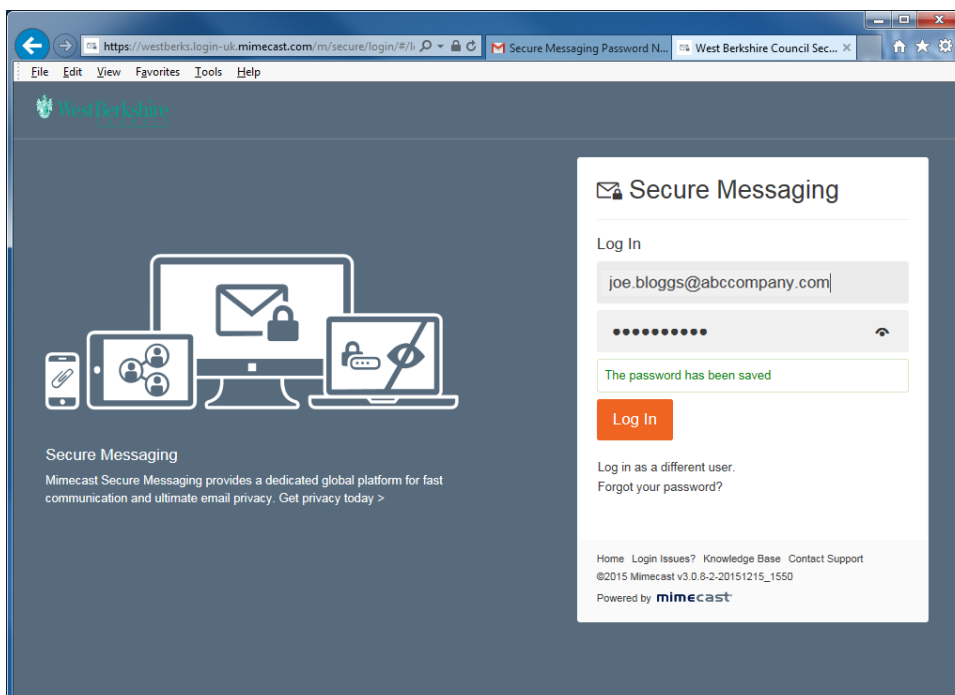 https://westberks.login-uk.mimecast.com/m/secure/login/#/l
Secure Messaging Password N...
West Berkshire Council Sec...
File Edit View Favorites Tools Help
West Berkshire
Secure Messaging
Log In
joe.bloggs@abccompany.com
The password has been saved
Log In
Log in as a different user.
Forgot your password?
Secure Messaging
Mimecast Secure Messaging provides a dedicated global platform for fast
communication and ultimate email privacy. Get privacy today >
Home Login Issues? Knowledge Base Contact Support
©2015 Mimecast v3.0.8-2-20151215_1550
Powered by mimecast